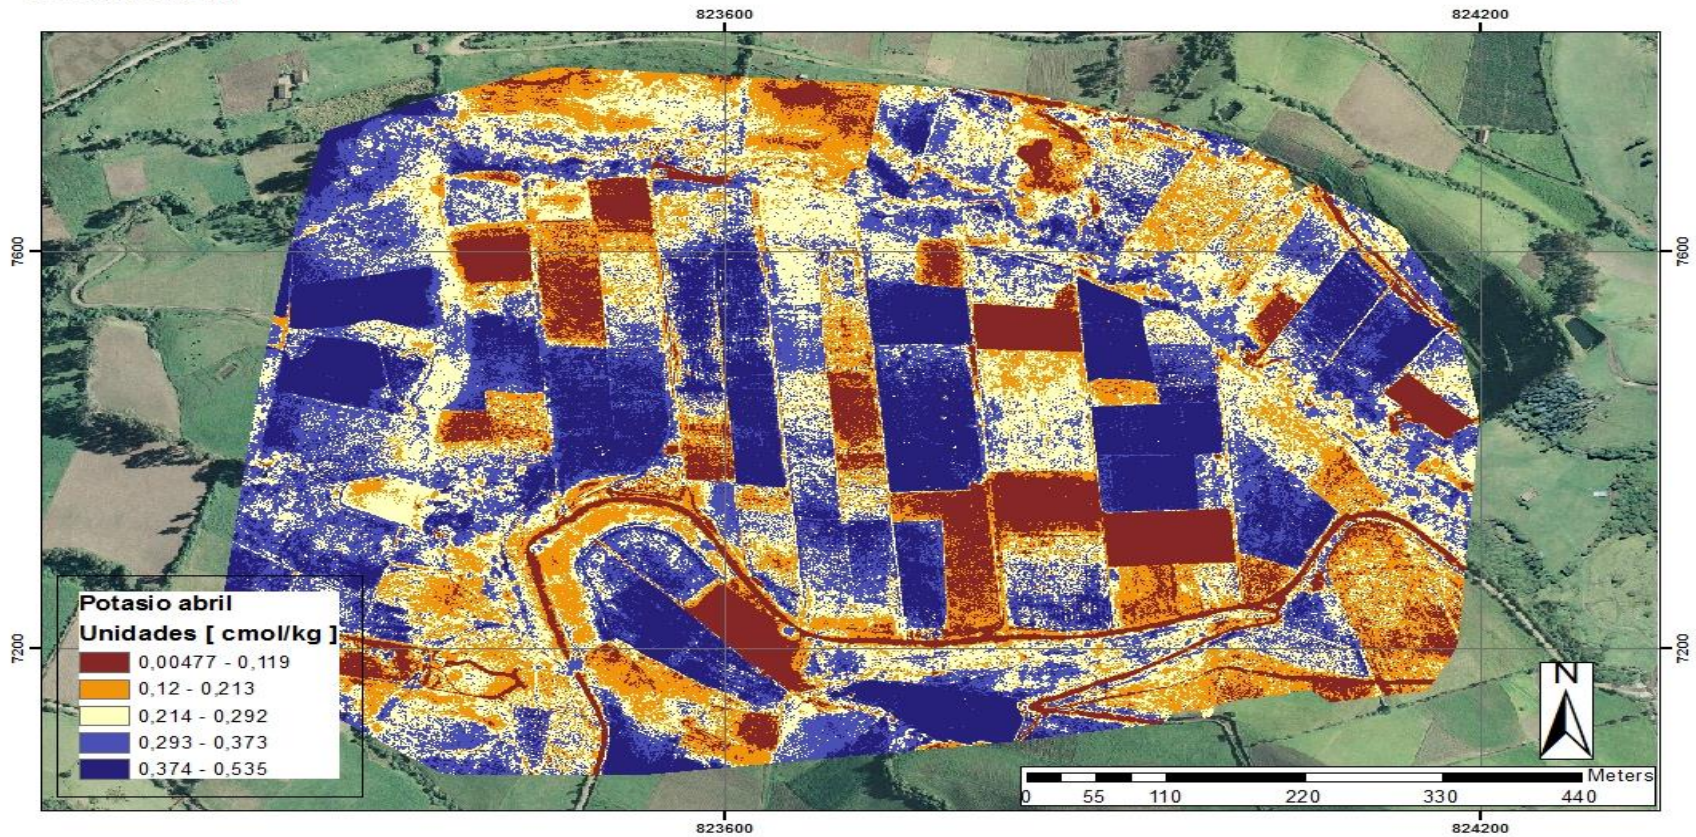 823600 824200
7600 7600
7200 7200
Potasio abril
Unidades [ cmol/kg ]
0,00477 - 0,119
0,12 - 0,213
0,214 - 0,292
0,293 - 0,373
0,374 - 0,535
N
Meters
0 55 110 220 330 440
823600 824200